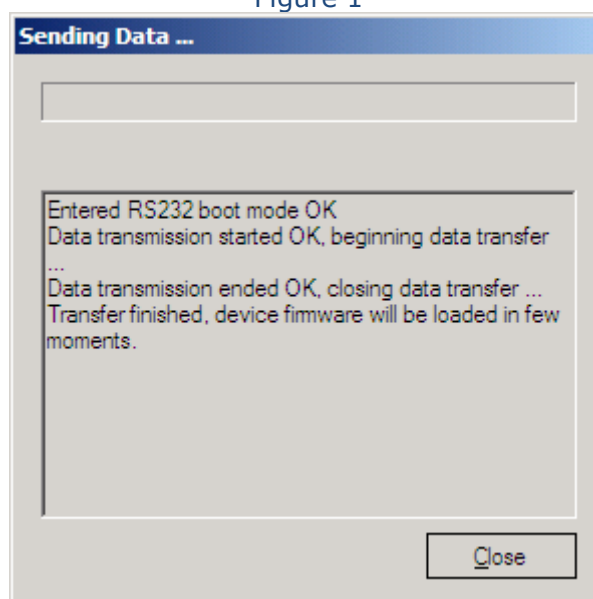 Figure 1
Sending Data ...
Entered RS232 boot mode OK
Data transmission started OK, beginning data transfer
...
Data transmission ended OK, closing data transfer ...
Transfer finished, device firmware will be loaded in few
moments.
Close